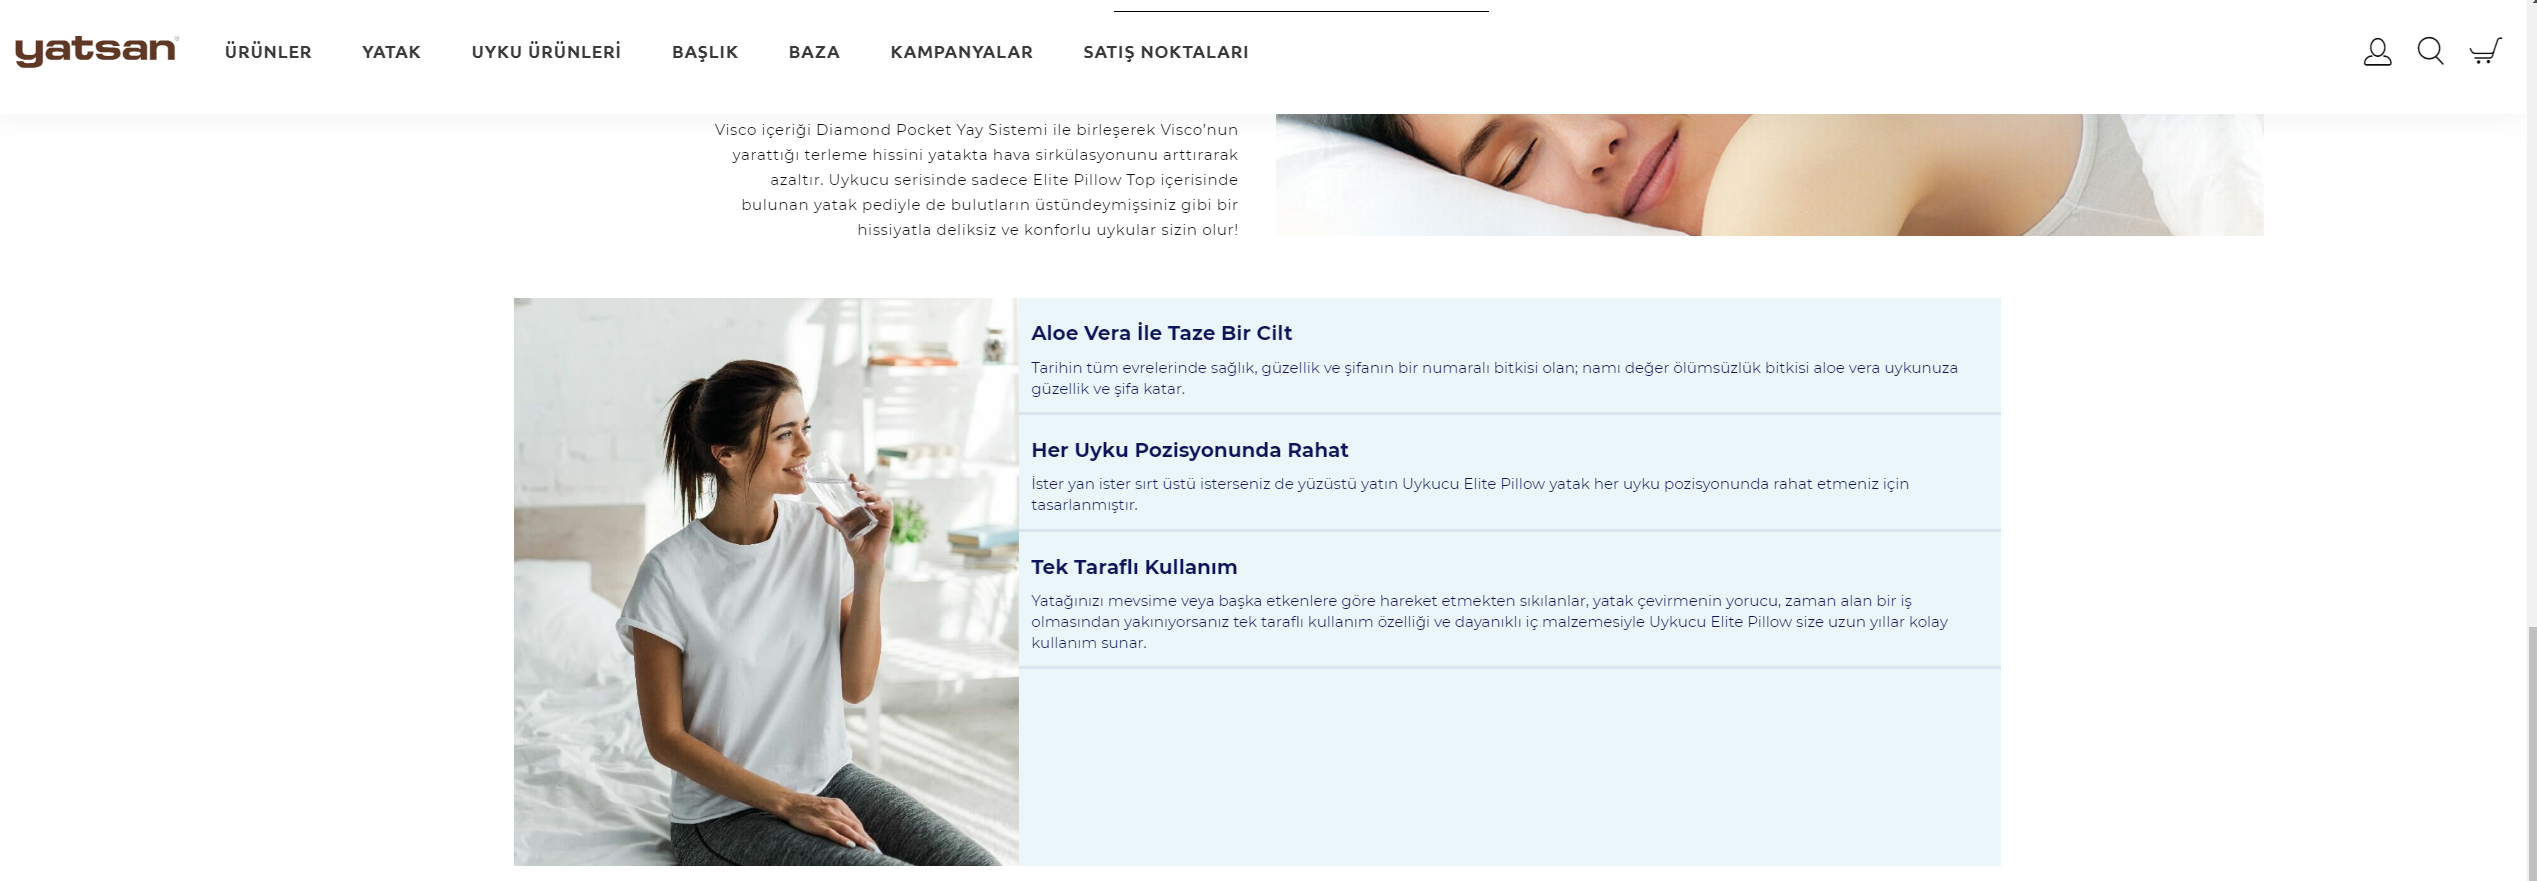 yatsan
ÜRÜNLER
YATAK
UYKU ÜRÜNLERİ
BAŞLIK
BAZA
KAMPANYALAR
SATIŞ NOKTALARI
Visco içeriği Diamond Pocket Yay Sistemi ile birleşerek Visco’nun
yarattığı terleme hissini yatakta hava sirkülasyonunu arttırarak
azaltır. Uykucu serisinde sadece Elite Pillow Top içerisinde
bulunan yatak pediyle de bulutların üstündeymişsiniz gibi bir
hissiyatla deliksiz ve konforlu uykular sizin olur!
Aloe Vera İle Taze Bir Cilt
Tarihin tüm evrelerinde sağlık, güzellik ve şifanın bir numaralı bitkisi olan; namı değer ölümsüzlük bitkisi aloe vera uykunuza
güzellik ve şifa katar.
Her Uyku Pozisyonunda Rahat
İster yan ister sırt üstü isterseniz de yüzüstü yatın Uykucu Elite Pillow yatak her uyku pozisyonunda rahat etmeniz için
tasarlanmıştır.
Tek Taraflı Kullanım
Yatağınızı mevsime veya başka etkenlere göre hareket etmekten sıkılanlar, yatak çevirmenin yorucu, zaman alan bir iş
olmasından yakınıyorsanız tek taraflı kullanım özelliği ve dayanıklı iç malzemesiyle Uykucu Elite Pillow size uzun yıllar kolay
kullanım sunar.